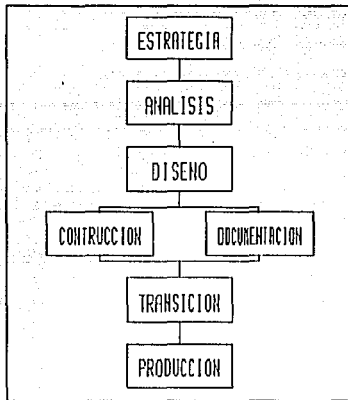 ESTRATEGIA
ANALISIS
DISENO
CONTRUCCION
DOCUMENTACION
TRANSICION
PRODUCCION